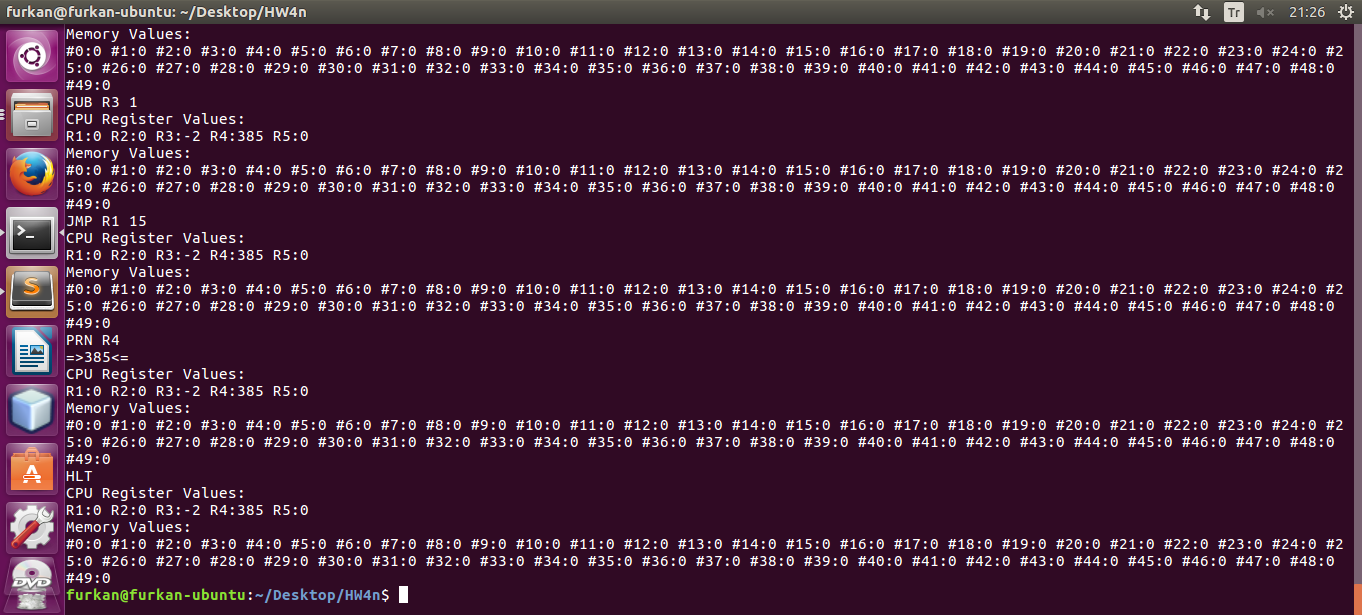 furkan@furkan-ubuntu: ~/Desktop/HW4n Tr 21:26
Memory Values:
#0:0 #1:0 #2:0 #3:0 #4:0 #5:0 #6:0 #7:0 #8:0 #9:0 #10:0 #11:0 #12:0 #13:0 #14:0 #15:0 #16:0 #17:0 #18:0 #19:0 #20:0 #21:0 #22:0 #23:0 #24:0 #2
5:0 #26:0 #27:0 #28:0 #29:0 #30:0 #31:0 #32:0 #33:0 #34:0 #35:0 #36:0 #37:0 #38:0 #39:0 #40:0 #41:0 #42:0 #43:0 #44:0 #45:0 #46:0 #47:0 #48:0
#49:0
SUB R3 1
CPU Register Values:
R1:0 R2:0 R3:-2 R4:385 R5:0
Memory Values:
#0:0 #1:0 #2:0 #3:0 #4:0 #5:0 #6:0 #7:0 #8:0 #9:0 #10:0 #11:0 #12:0 #13:0 #14:0 #15:0 #16:0 #17:0 #18:0 #19:0 #20:0 #21:0 #22:0 #23:0 #24:0 #2
5:0 #26:0 #27:0 #28:0 #29:0 #30:0 #31:0 #32:0 #33:0 #34:0 #35:0 #36:0 #37:0 #38:0 #39:0 #40:0 #41:0 #42:0 #43:0 #44:0 #45:0 #46:0 #47:0 #48:0
#49:0
JMP R1 15
CPU Register Values:
R1:0 R2:0 R3:-2 R4:385 R5:0
Memory Values:
#0:0 #1:0 #2:0 #3:0 #4:0 #5:0 #6:0 #7:0 #8:0 #9:0 #10:0 #11:0 #12:0 #13:0 #14:0 #15:0 #16:0 #17:0 #18:0 #19:0 #20:0 #21:0 #22:0 #23:0 #24:0 #2
5:0 #26:0 #27:0 #28:0 #29:0 #30:0 #31:0 #32:0 #33:0 #34:0 #35:0 #36:0 #37:0 #38:0 #39:0 #40:0 #41:0 #42:0 #43:0 #44:0 #45:0 #46:0 #47:0 #48:0
#49:0
PRN R4
=>385<=
CPU Register Values:
R1:0 R2:0 R3:-2 R4:385 R5:0
Memory Values:
#0:0 #1:0 #2:0 #3:0 #4:0 #5:0 #6:0 #7:0 #8:0 #9:0 #10:0 #11:0 #12:0 #13:0 #14:0 #15:0 #16:0 #17:0 #18:0 #19:0 #20:0 #21:0 #22:0 #23:0 #24:0 #2
5:0 #26:0 #27:0 #28:0 #29:0 #30:0 #31:0 #32:0 #33:0 #34:0 #35:0 #36:0 #37:0 #38:0 #39:0 #40:0 #41:0 #42:0 #43:0 #44:0 #45:0 #46:0 #47:0 #48:0
#49:0
HLT
CPU Register Values:
R1:0 R2:0 R3:-2 R4:385 R5:0
Memory Values:
#0:0 #1:0 #2:0 #3:0 #4:0 #5:0 #6:0 #7:0 #8:0 #9:0 #10:0 #11:0 #12:0 #13:0 #14:0 #15:0 #16:0 #17:0 #18:0 #19:0 #20:0 #21:0 #22:0 #23:0 #24:0 #2
5:0 #26:0 #27:0 #28:0 #29:0 #30:0 #31:0 #32:0 #33:0 #34:0 #35:0 #36:0 #37:0 #38:0 #39:0 #40:0 #41:0 #42:0 #43:0 #44:0 #45:0 #46:0 #47:0 #48:0
#49:0
furkan@furkan-ubuntu:~/Desktop/HW4n$
DVD